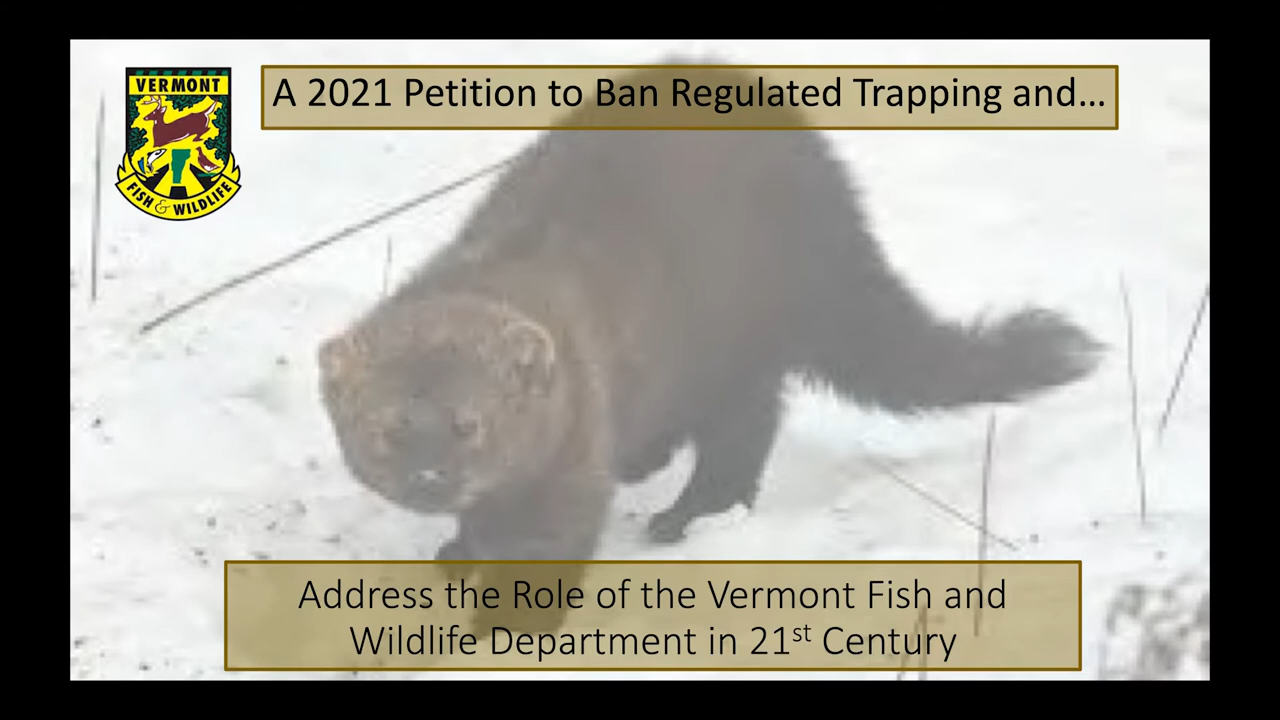 VERMONT
FISH & WILDLIFE
A 2021 Petition to Ban Regulated Trapping and...
Address the Role of the Vermont Fish and
Wildlife Department in 21st Century